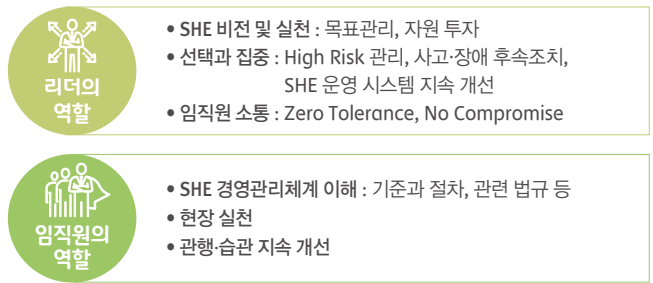 리더의
역할
• SHE 비전 및 실천 : 목표관리, 자원 투자
• 선택과 집중 : High Risk 관리, 사고·장애 후속조치,
SHE 운영 시스템 지속 개선
• 임직원 소통 : Zero Tolerance, No Compromise
임직원의
역할
• SHE 경영관리체계 이해 : 기준과 절차, 관련 법규 등
• 현장 실천
• 관행·습관 지속 개선